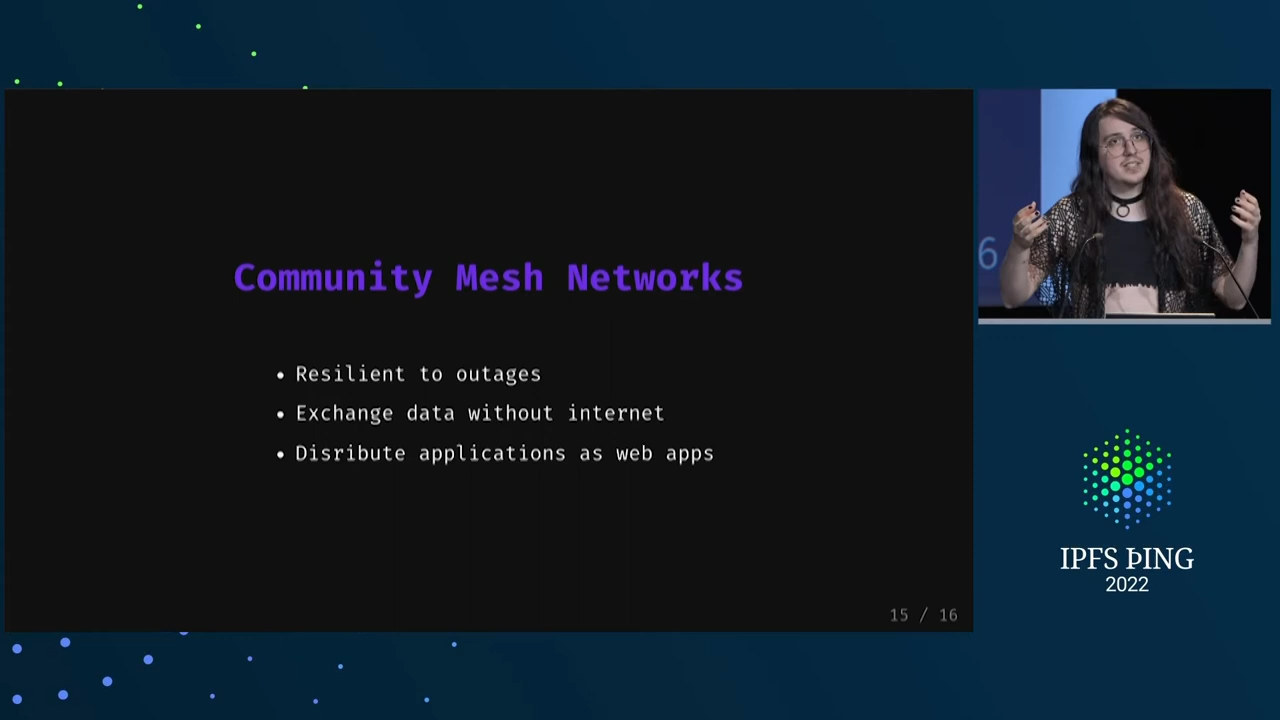 Community Mesh Networks
• Resilient to outages
• Exchange data without internet
• Disribute applications as web apps
15 / 16
6
IPFS ÞING
2022